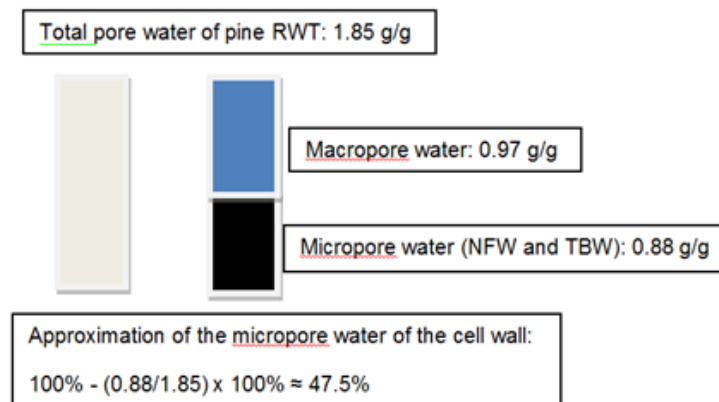 Total pore water of pine RWT: 1.85 g/g
Macropore water: 0.97 g/g
Micropore water (NFW and TBW): 0.88 g/g
Approximation of the micropore water of the cell wall:
100% - (0.88/1.85) x 100% ≈ 47.5%